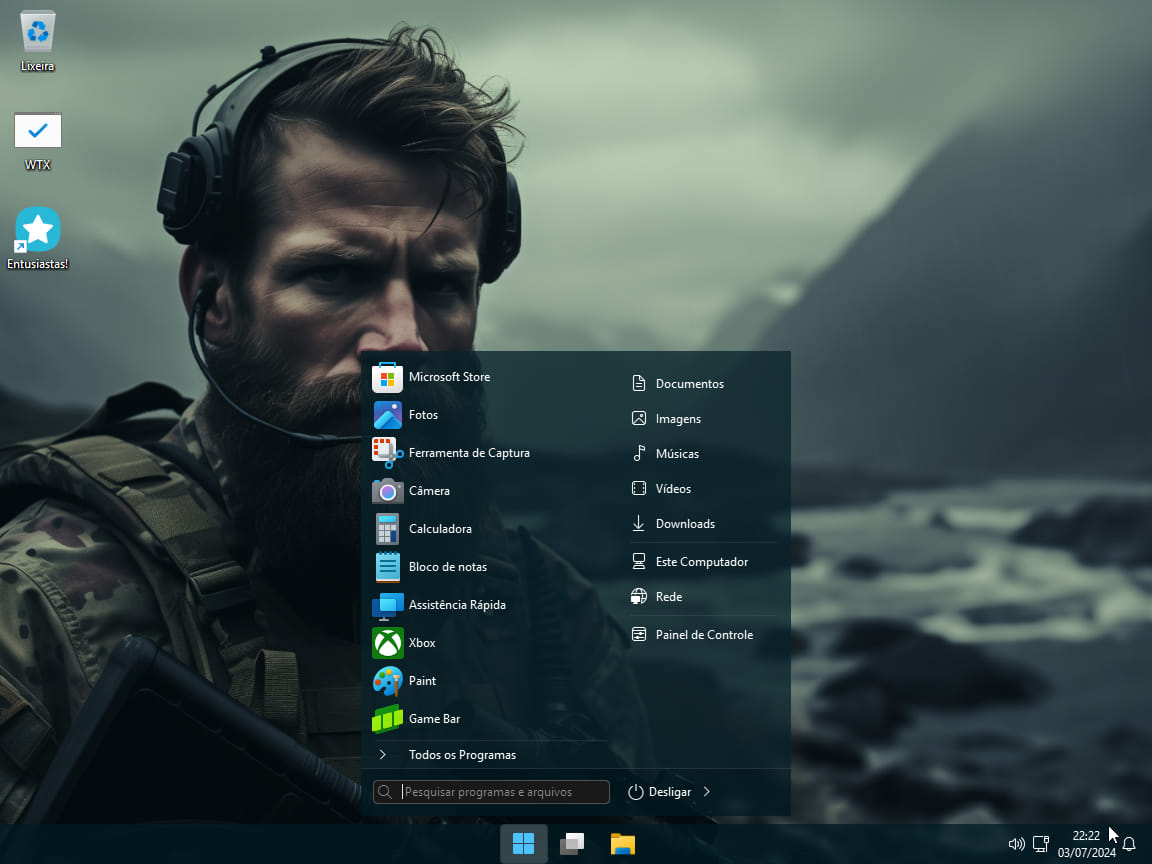 Lixeira
WTX
Entusiastas!
Microsoft Store
Fotos
Ferramenta de Captura
Câmera
Calculadora
Bloco de notas
Assistência Rápida
Xbox
Paint
Game Bar
Todos os Programas
Pesquisar programas e arquivos
Documentos
Imagens
Músicas
Vídeos
Downloads
Este Computador
Rede
Painel de Controle
Desligar
22:22
03/07/2024